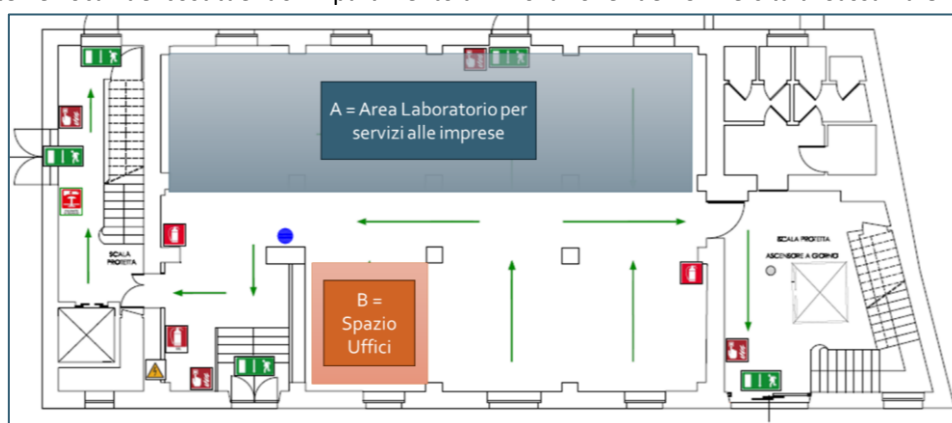 A = Area Laboratorio per
servizi alle imprese
SCALA PROTETTA
ASCENSORE A GIORNO
SCALA
PROTETTA
B =
Spazio
Uffici